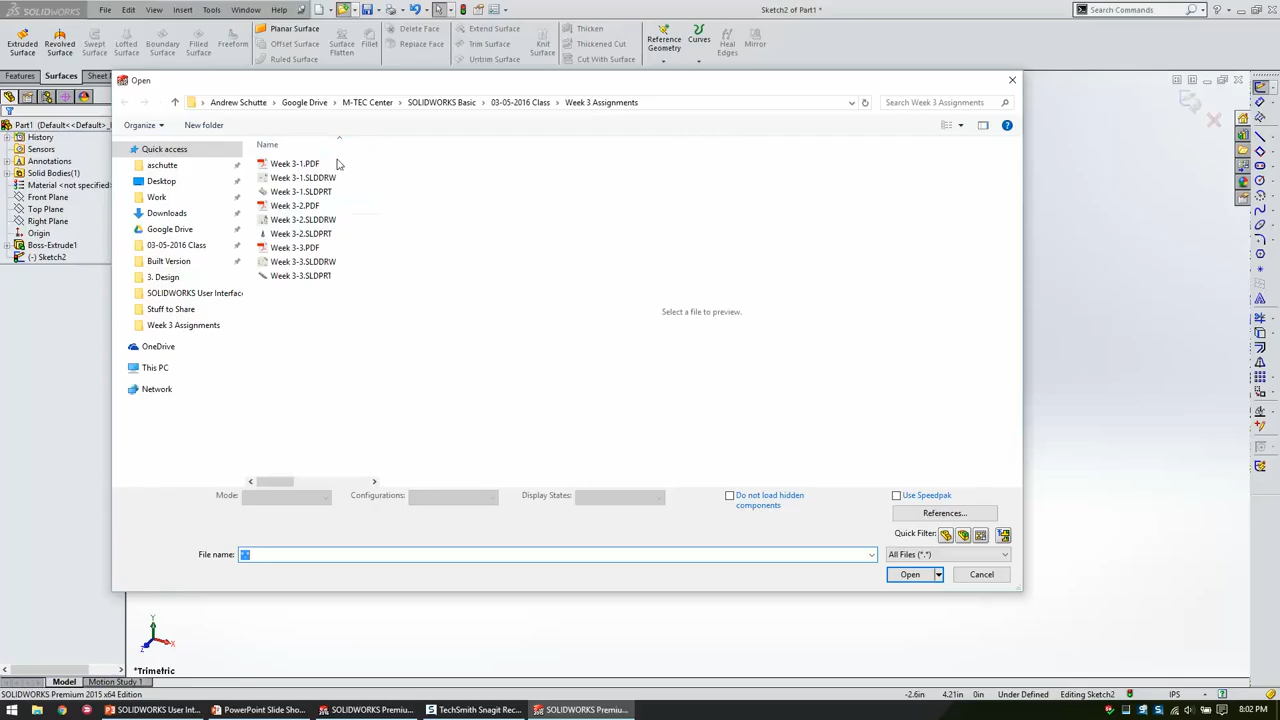 SOLIDWORKS File Edit View Insert Tools Window Help Sketch2 of Part1 * Search Commands
Extruded Surface Revolved Surface Swept Surface Lofted Surface Boundary Surface Filled Surface Freeform
Planar Surface
Offset Surface
Ruled Surface
Surface Flatten Fillet
Delete Face
Replace Face
Extend Surface
Trim Surface
Untrim Surface
Knit Surface
Thicken
Thickened Cut
Cut With Surface
Reference Geometry Curves Heal Edges Mirror
Features Surfaces Sheet
Part1 (Default<<Default>_
History
Sensors
Annotations
Solid Bodies(1)
Material <not specified>
Front Plane
Top Plane
Right Plane
Origin
Boss-Extrude1
(-) Sketch2
Open
Andrew Schutte > Google Drive > M-TEC Center > SOLIDWORKS Basic > 03-05-2016 Class > Week 3 Assignments
Search Week 3 Assignments
Organize New folder
Quick access
aschutte
Desktop
Work
Downloads
Google Drive
03-05-2016 Class
Built Version
3. Design
SOLIDWORKS User Interfac
Stuff to Share
Week 3 Assignments
OneDrive
This PC
Network
Name
Week 3-1.PDF
Week 3-1.SLDDRW
Week 3-1.SLDPRT
Week 3-2.PDF
Week 3-2.SLDDRW
Week 3-2.SLDPRT
Week 3-3.PDF
Week 3-3.SLDDRW
Week 3-3.SLDPRT
Select a file to preview.
Mode: Configurations: Display States:
Do not load hidden components
Use Speedpak
References...
Quick Filter:
File name: *.* All Files (*.*)
Open Cancel
Y
X
Z
*Trimetric
Model Motion Study 1
SOLIDWORKS Premium 2015 x64 Edition -2.6in 4.21in 0in Under Defined Editing Sketch2 IPS
SOLIDWORKS User Int... PowerPoint Slide Sho... SOLIDWORKS Premiu... TechSmith Snagit Rec... SOLIDWORKS Premiu... 8:02 PM